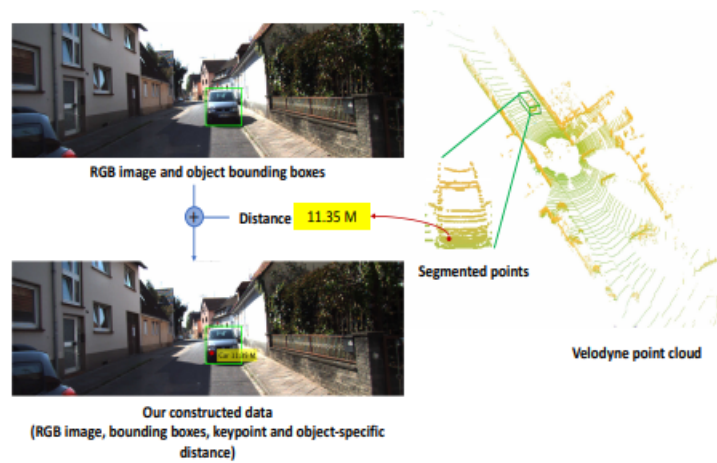 RGB image and object bounding boxes
Distance 11.35 M
Segmented points
Velodyne point cloud
Car 11.35 M
Our constructed data
(RGB image, bounding boxes, keypoint and object-specific
distance)